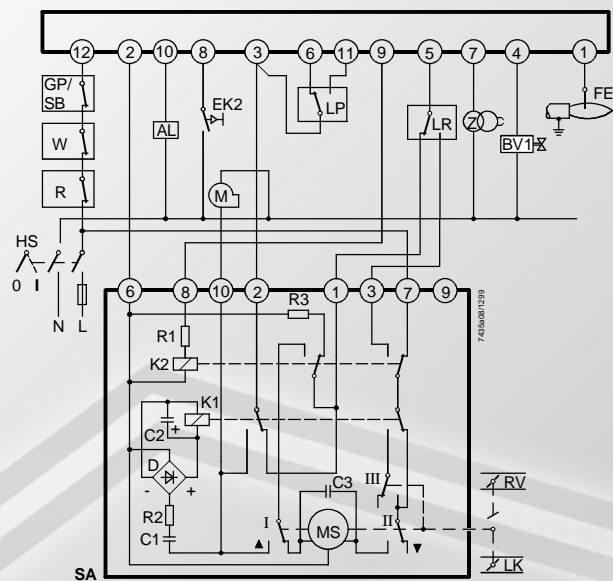 12 2 10 8 3 6 11 9 5 7 4 1
GP/
SB
EK2
LP
FE
AL
LR
Z
BV1
W
R
M
HS
0 I
N L
6 8 10 2 1 3 7 9
R3
7435a08/1299
R1
K2
K1
C2
D
- +
+
C3
III
RV
R2
I
MS
II
C1
LK
SA